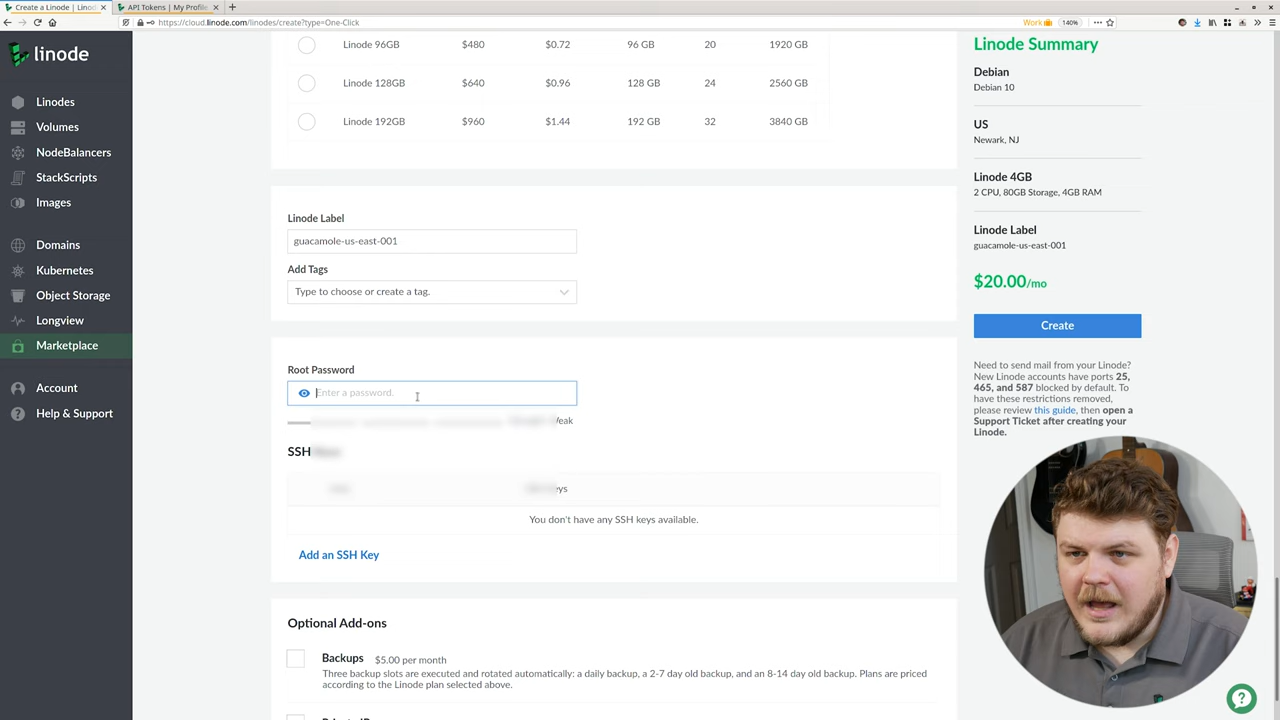 Create a Linode | Linod
API Tokens | My Profile
https://cloud.linode.com/linodes/create?type=One-Click
Work
140%
linode
Linodes
Volumes
NodeBalancers
StackScripts
Images
Domains
Kubernetes
Object Storage
Longview
Marketplace
Account
Help & Support
Linode 96GB $480 $0.72 96 GB 20 1920 GB
Linode 128GB $640 $0.96 128 GB 24 2560 GB
Linode 192GB $960 $1.44 192 GB 32 3840 GB
Linode Label
guacamole-us-east-001
Add Tags
Type to choose or create a tag.
Root Password
Enter a password.
SSH
You don't have any SSH keys available.
Add an SSH Key
Optional Add-ons
Backups $5.00 per month
Three backup slots are executed and rotated automatically: a daily backup, a 2-7 day old backup, and an 8-14 day old backup. Plans are priced
according to the Linode plan selected above.
Linode Summary
Debian
Debian 10
US
Newark, NJ
Linode 4GB
2 CPU, 80GB Storage, 4GB RAM
Linode Label
guacamole-us-east-001
$20.00/mo
Create
Need to send mail from your Linode?
New Linode accounts have ports 25,
465, and 587 blocked by default. To
have these restrictions removed,
please review this guide, then open a
Support Ticket after creating your
Linode.